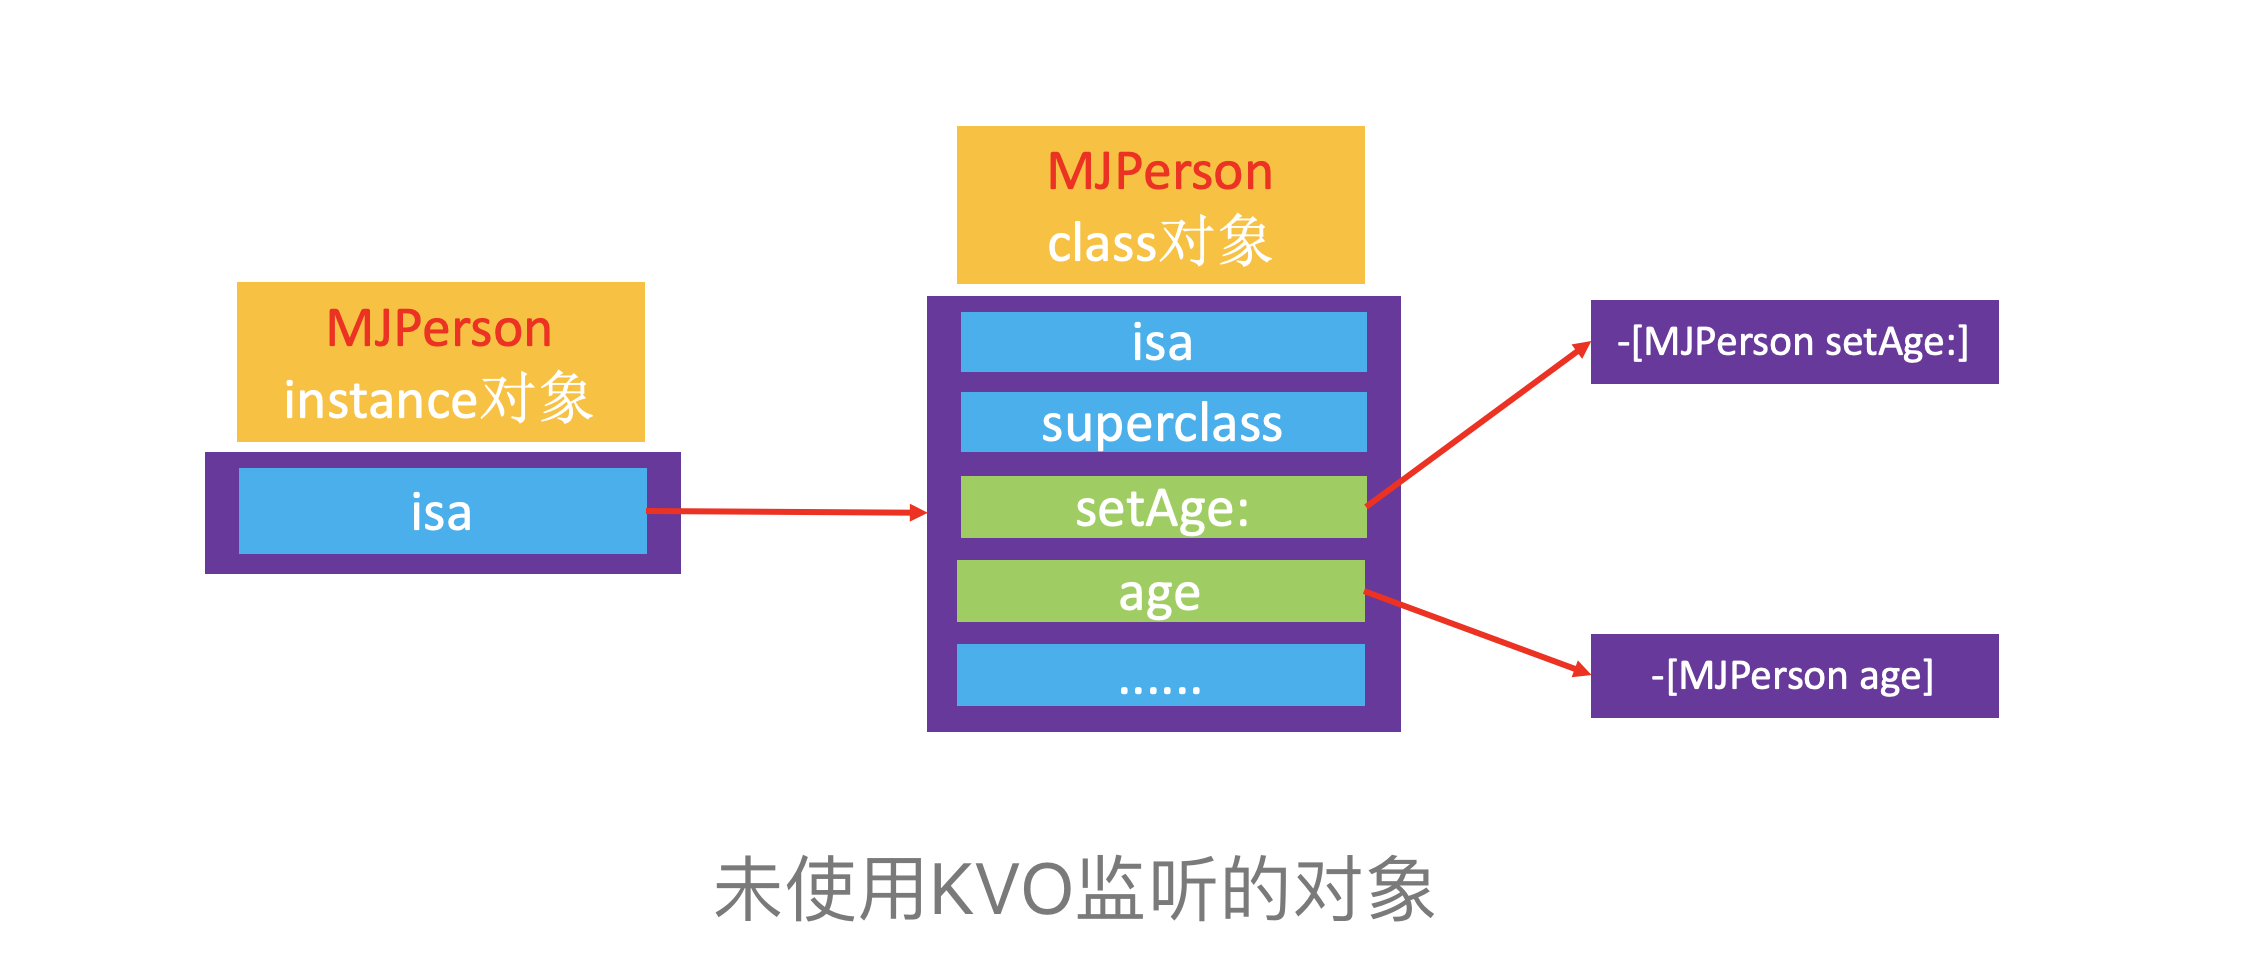 MJPerson
instance对象
isa
MJPerson
class对象
isa
superclass
setAge:
age
......
-[MJPerson setAge:]
-[MJPerson age]
未使用KVO监听的对象